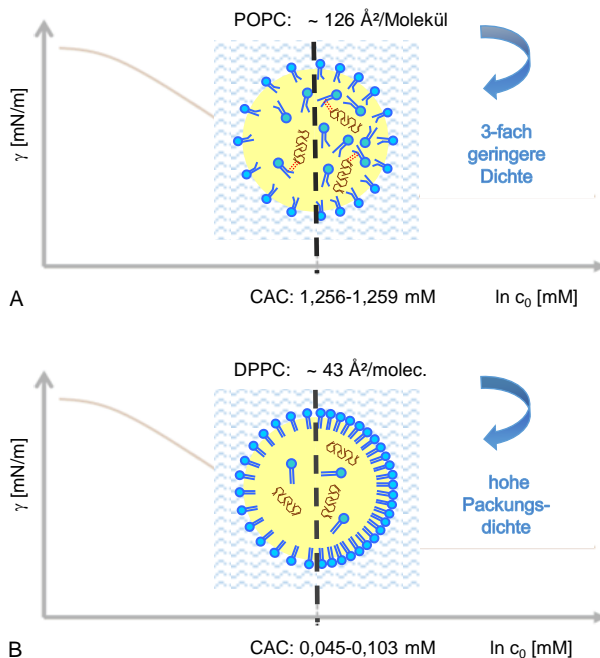 POPC: ~ 126 Å²/Molekül
γ [mN/m]
3-fach
geringere
Dichte
A
CAC: 1,256-1,259 mM
ln c₀ [mM]
DPPC: ~ 43 Å²/molec.
γ [mN/m]
hohe
Packungs-
dichte
B
CAC: 0,045-0,103 mM
ln c₀ [mM]